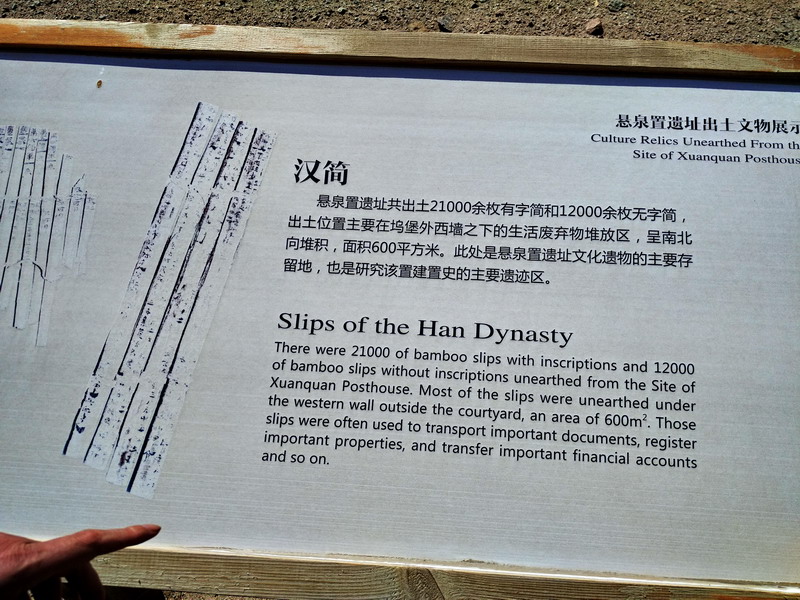 悬泉置遗址出土文物展示
Culture Relics Unearthed From th
Site of Xuanquan Posthous
汉简
悬泉置遗址共出土21000余枚有字简和12000余枚无字简，
出土位置主要在坞堡外西墙之下的生活废弃物堆放区，呈南北
向堆积，面积600平方米。此处是悬泉置遗址文化遗物的主要存
留地，也是研究该置建置史的主要遗迹区。
Slips of the Han Dynasty
There were 21000 of bamboo slips with inscriptions and 12000
of bamboo slips without inscriptions unearthed from the Site of
Xuanquan Posthouse. Most of the slips were unearthed under
the western wall outside the courtyard, an area of 600m². Those
slips were often used to transport important documents, register
important properties, and transfer important financial accounts
and so on.